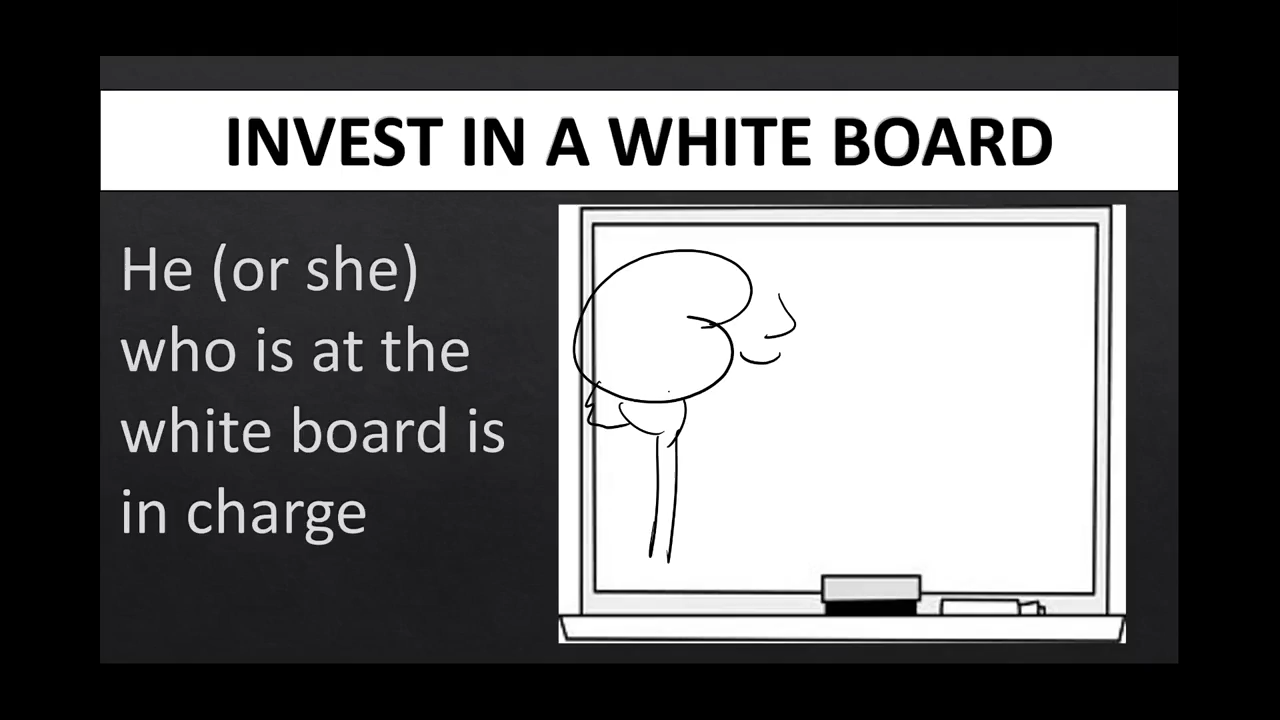 INVEST IN A WHITE BOARD
He (or she)
who is at the
white board is
in charge